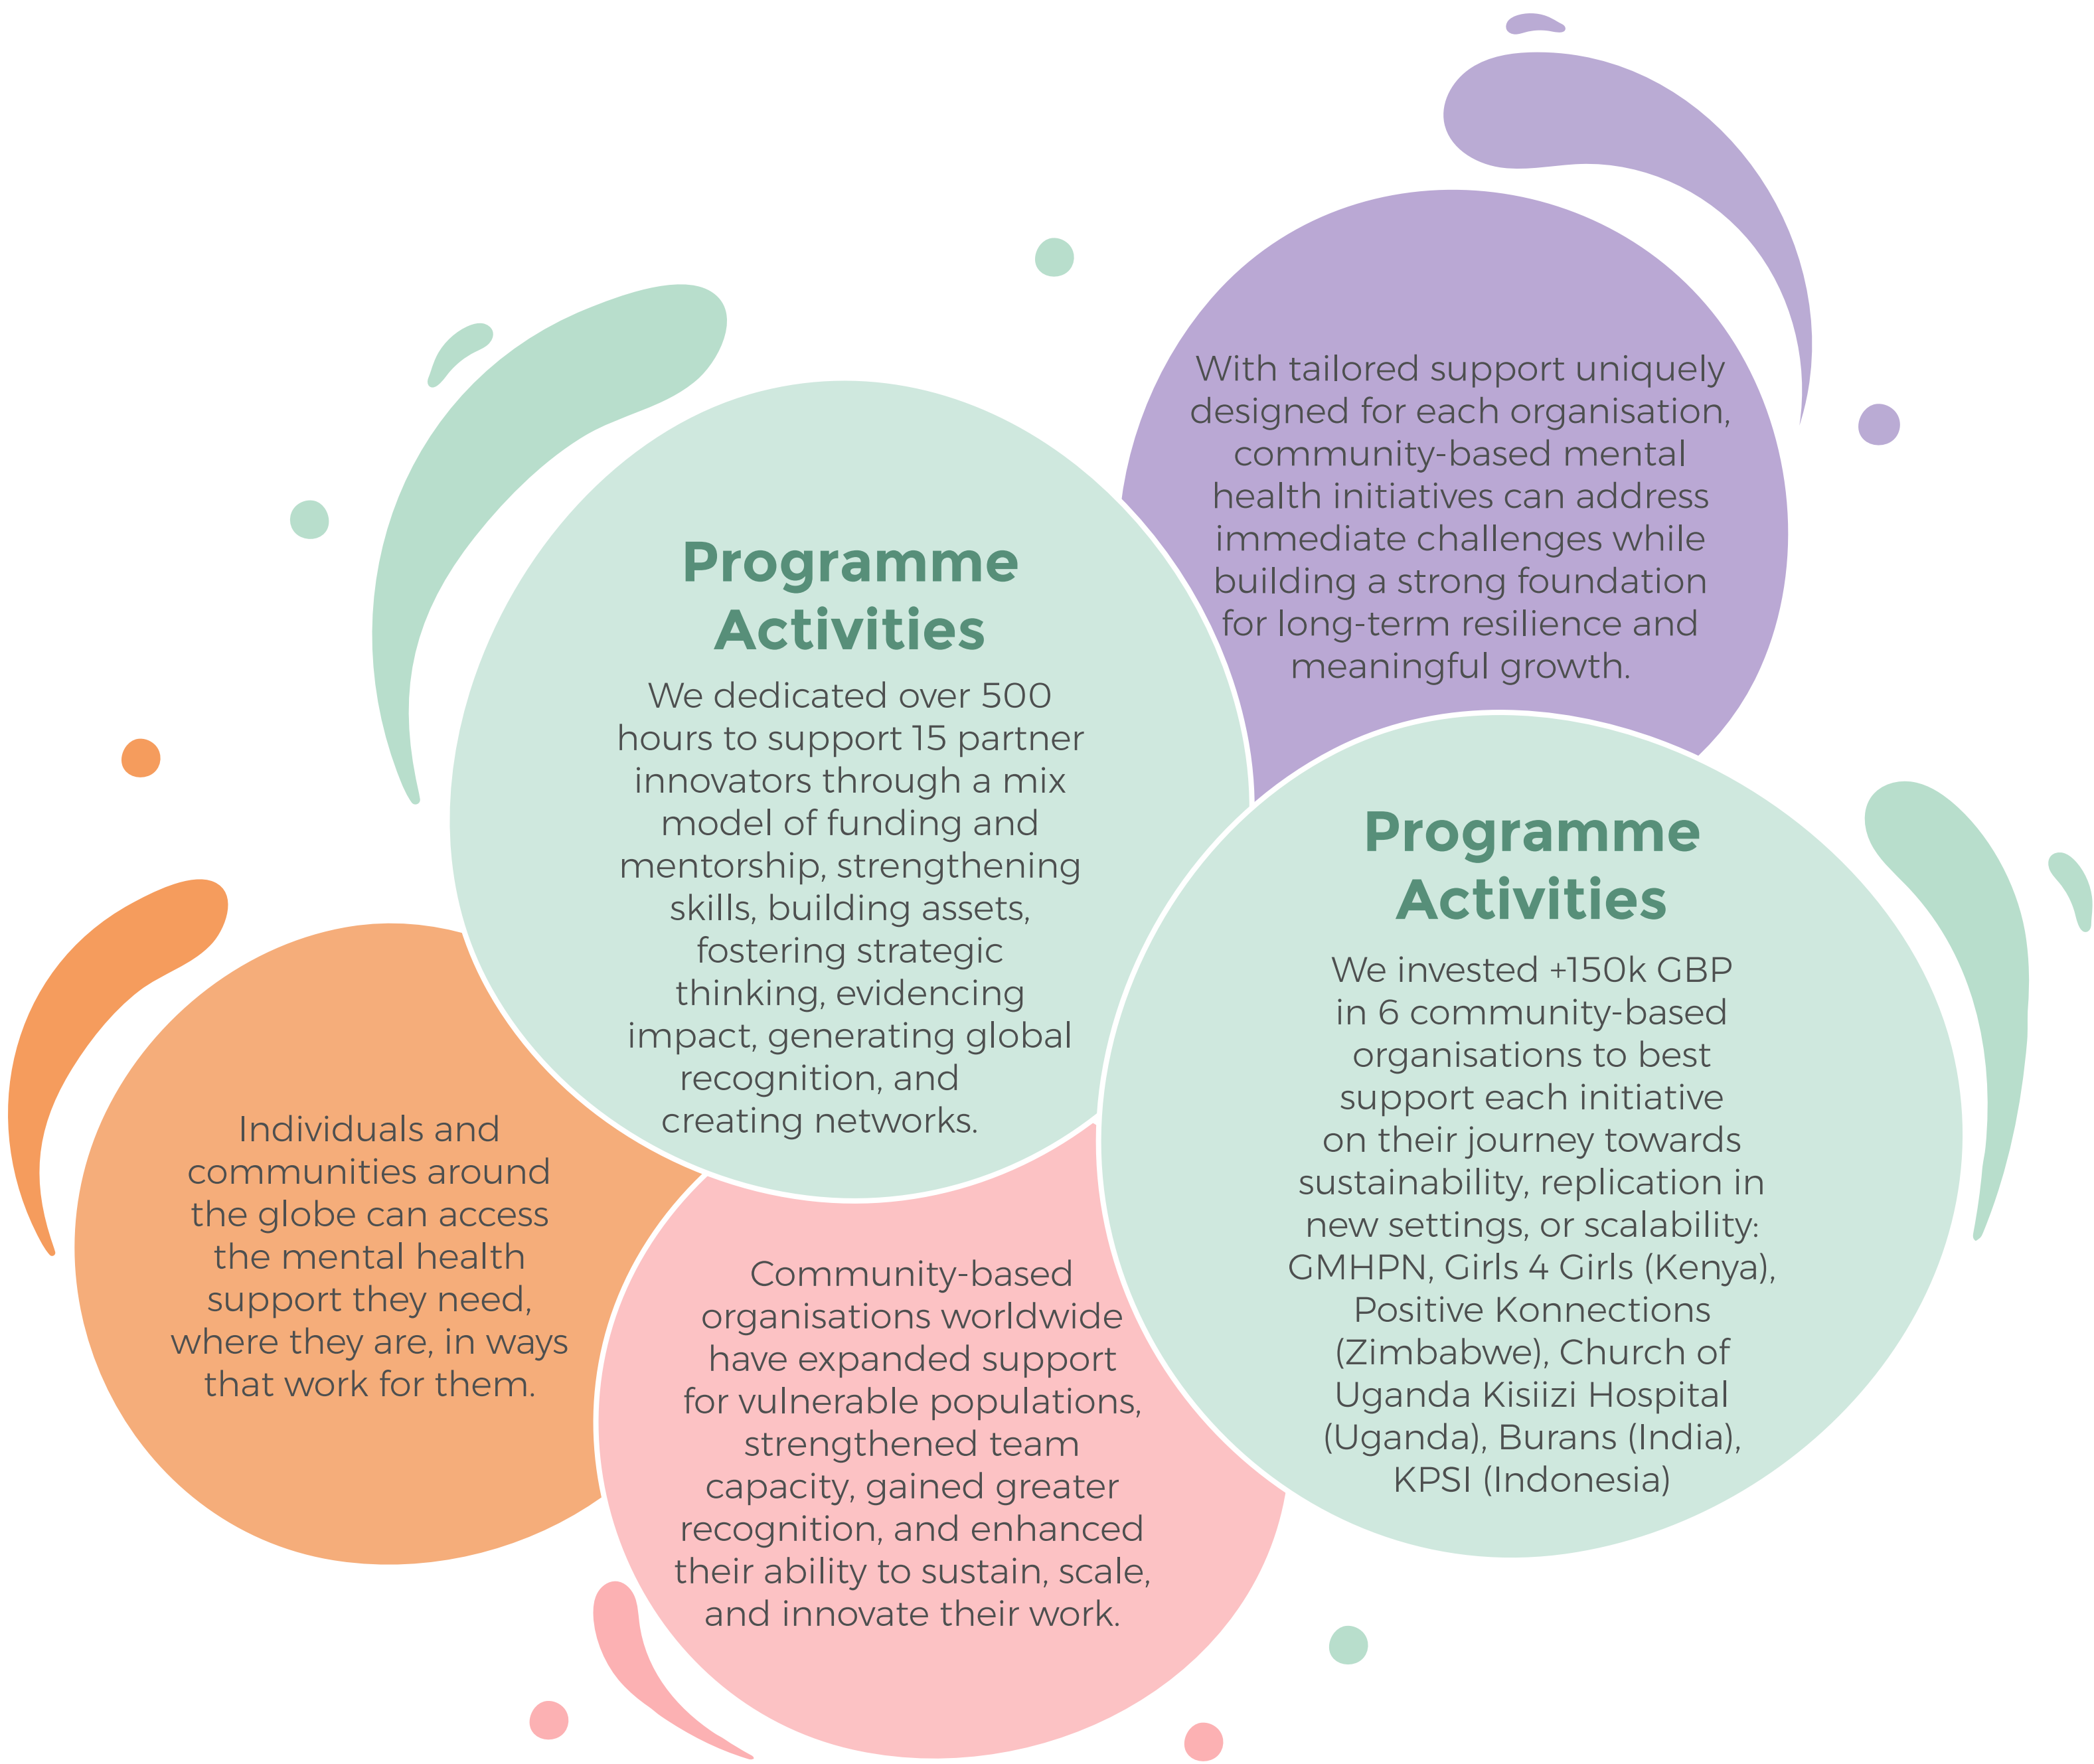 With tailored support uniquely
designed for each organisation,
community-based mental
health initiatives can address
immediate challenges while
building a strong foundation
for long-term resilience and
meaningful growth.
Programme
Activities
We dedicated over 500
hours to support 15 partner
innovators through a mix
model of funding and
mentorship, strengthening
skills, building assets,
fostering strategic
thinking, evidencing
impact, generating global
recognition, and
creating networks.
Programme
Activities
We invested +150k GBP
in 6 community-based
organisations to best
support each initiative
on their journey towards
sustainability, replication in
new settings, or scalability:
GMHPN, Girls 4 Girls (Kenya),
Positive Konnections
(Zimbabwe), Church of
Uganda Kisiizi Hospital
(Uganda), Burans (India),
KPSI (Indonesia)
Individuals and
communities around
the globe can access
the mental health
support they need,
where they are, in ways
that work for them.
Community-based
organisations worldwide
have expanded support
for vulnerable populations,
strengthened team
capacity, gained greater
recognition, and enhanced
their ability to sustain, scale,
and innovate their work.